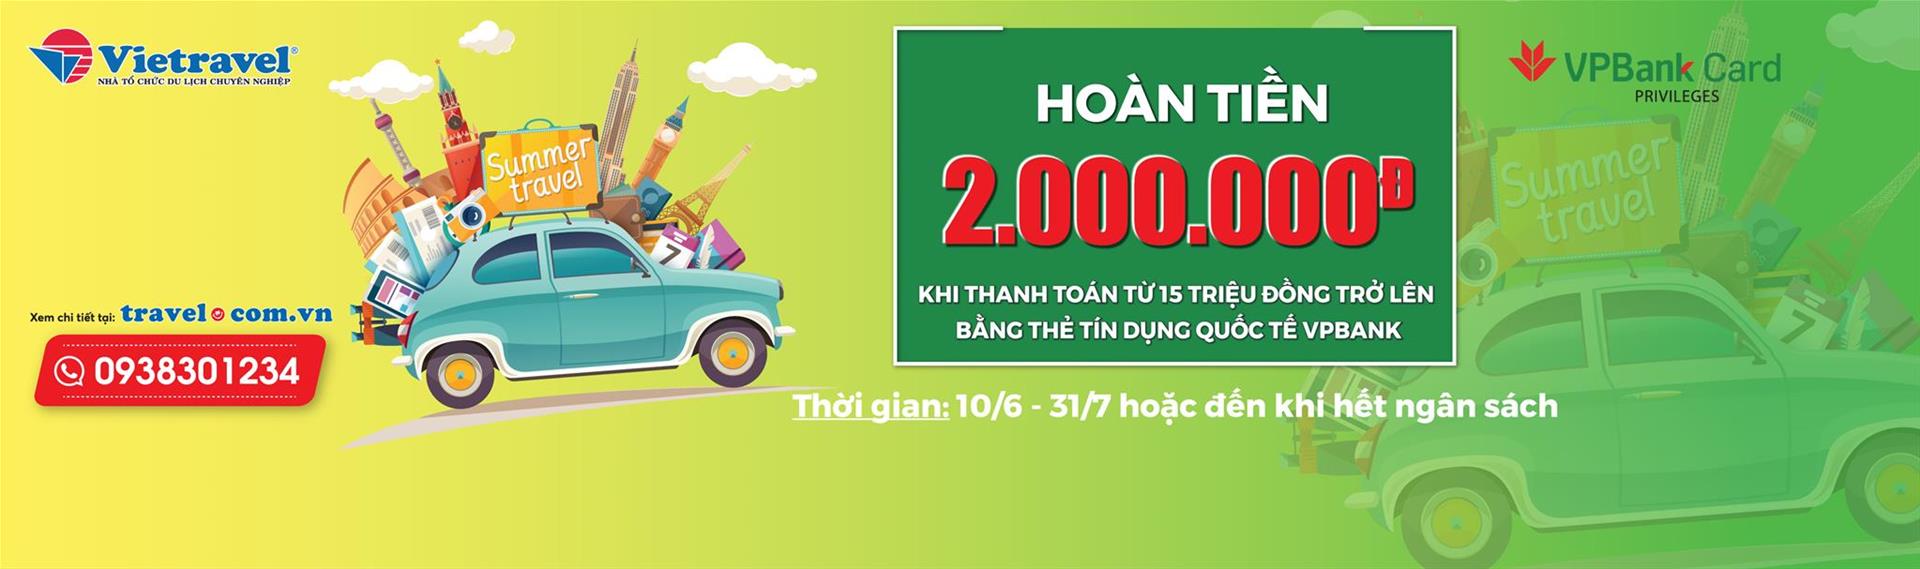 Vietravel®
NHÀ TỔ CHỨC DU LỊCH CHUYÊN NGHIỆP
Summer
travel
7
Xem chi tiết tại: travel.com.vn
0938301234
HOÀN TIỀN
2.000.000Đ
KHI THANH TOÁN TỪ 15 TRIỆU ĐỒNG TRỞ LÊN
BẰNG THẺ TÍN DỤNG QUỐC TẾ VPBANK
Thời gian: 10/6 - 31/7 hoặc đến khi hết ngân sách
VPBank Card
PRIVILEGES
Summer
travel
7